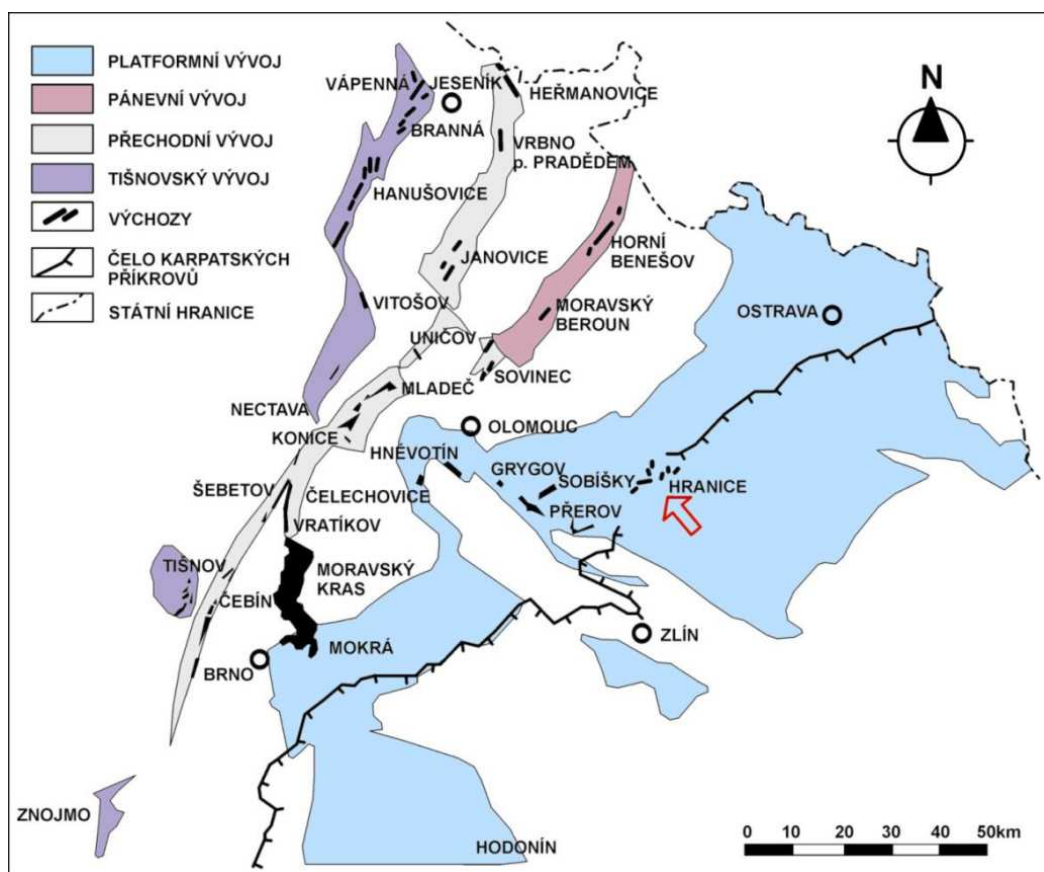 PLATFORMNÍ VÝVOJ
PÁNEVNÍ VÝVOJ
PŘECHODNÍ VÝVOJ
TIŠNOVSKÝ VÝVOJ
VÝCHOZY
ČELO KARPATSKÝCH
PŘÍKROVŮ
STÁTNÍ HRANICE
N
VÁPENNÁ
JESENÍK
HEŘMANOVICE
BRANNÁ
VRBNO
p. PRADĚDEM
HANUŠOVICE
HORNÍ
BENEŠOV
JANOVICE
VITOŠOV
MORAVSKÝ
BEROUN
OSTRAVA
UNIČOV
SOVINEC
MLADEČ
NECTAVA
KONICE
OLOMOUC
HNĚVOTÍN
GRYGOV
SOBÍŠKY
HRANICE
ŠEBETOV
ČELECHOVICE
PŘEROV
VRATÍKOV
TIŠNOV
MORAVSKÝ
KRAS
ČEBÍN
ZLÍN
MOKRÁ
BRNO
ZNOJMO
HODONÍN
0 10 20 30 40 50km